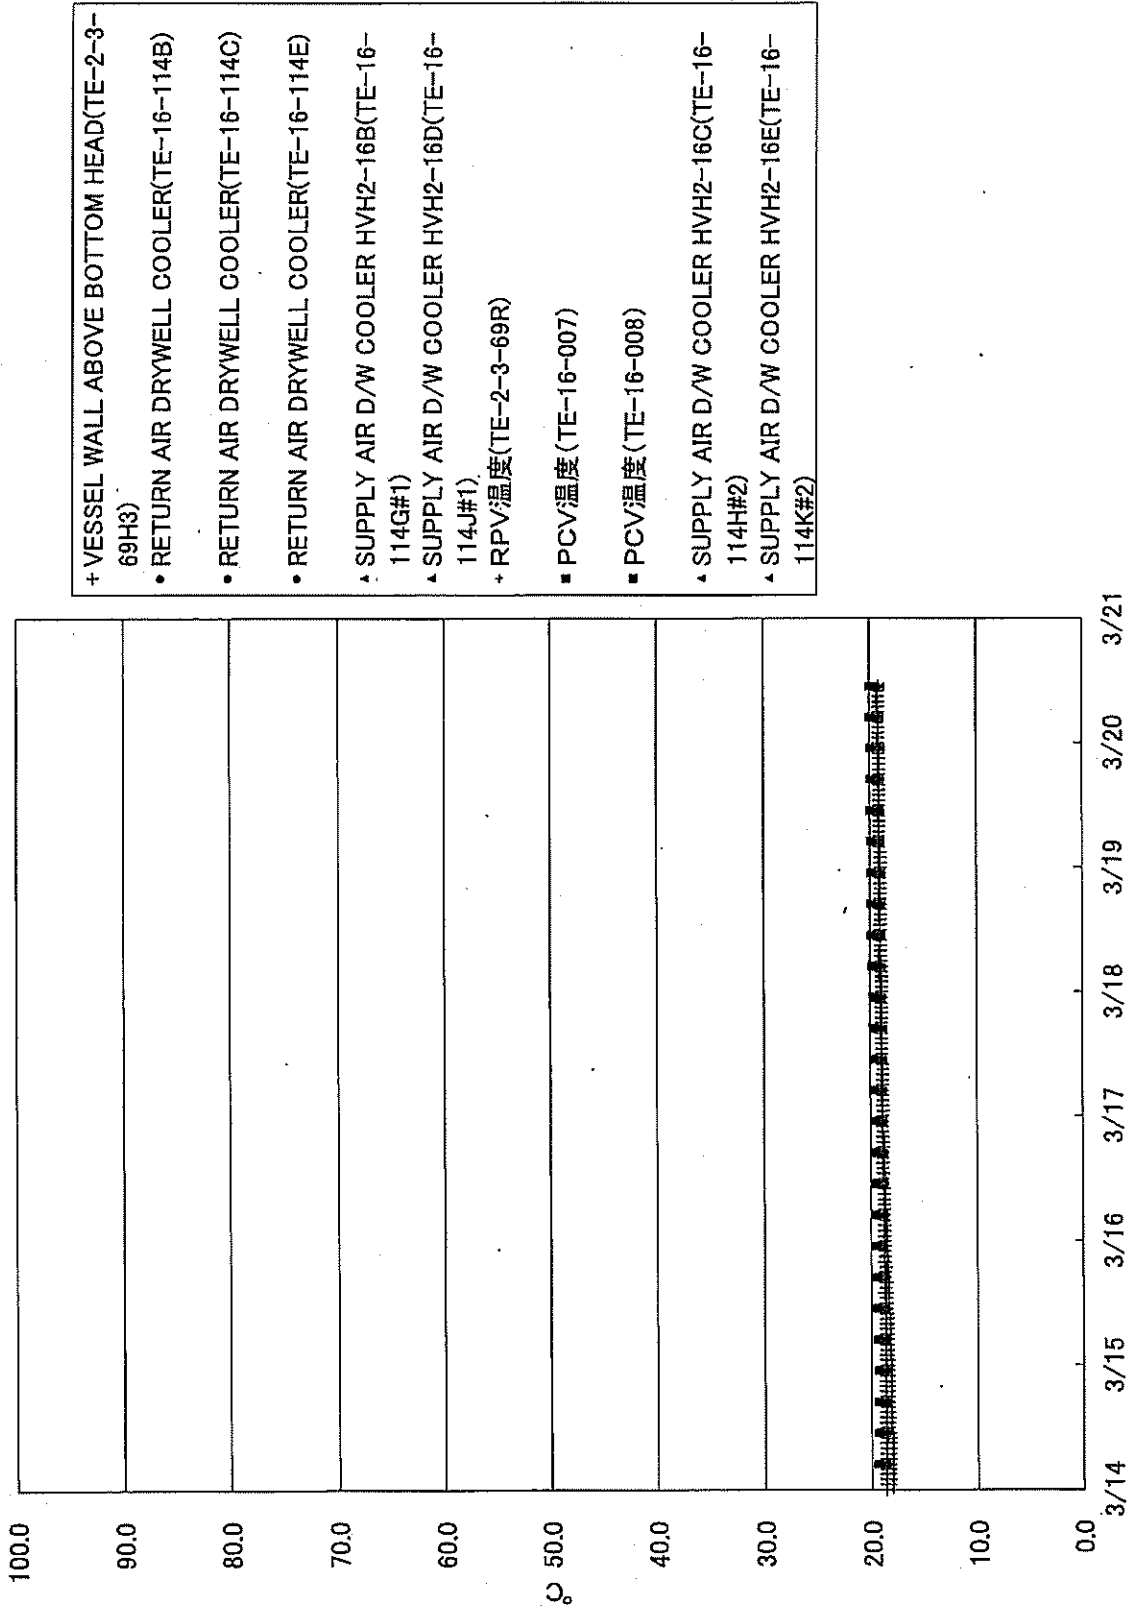 100.0
90.0
80.0
70.0
60.0
50.0
40.0
30.0
20.0
10.0
0.0
℃
3/14 3/15 3/16 3/17 3/18 3/19 3/20 3/21
+ VESSEL WALL ABOVE BOTTOM HEAD(TE-2-3-
69H3)
• RETURN AIR DRYWELL COOLER(TE-16-114B)
• RETURN AIR DRYWELL COOLER(TE-16-114C)
• RETURN AIR DRYWELL COOLER(TE-16-114E)
▲ SUPPLY AIR D/W COOLER HVH2-16B(TE-16-
114G#1)
▲ SUPPLY AIR D/W COOLER HVH2-16D(TE-16-
114J#1)
+ RPV温度(TE-2-3-69R)
■ PCV温度(TE-16-007)
■ PCV温度(TE-16-008)
▲ SUPPLY AIR D/W COOLER HVH2-16C(TE-16-
114H#2)
▲ SUPPLY AIR D/W COOLER HVH2-16E(TE-16-
114K#2)